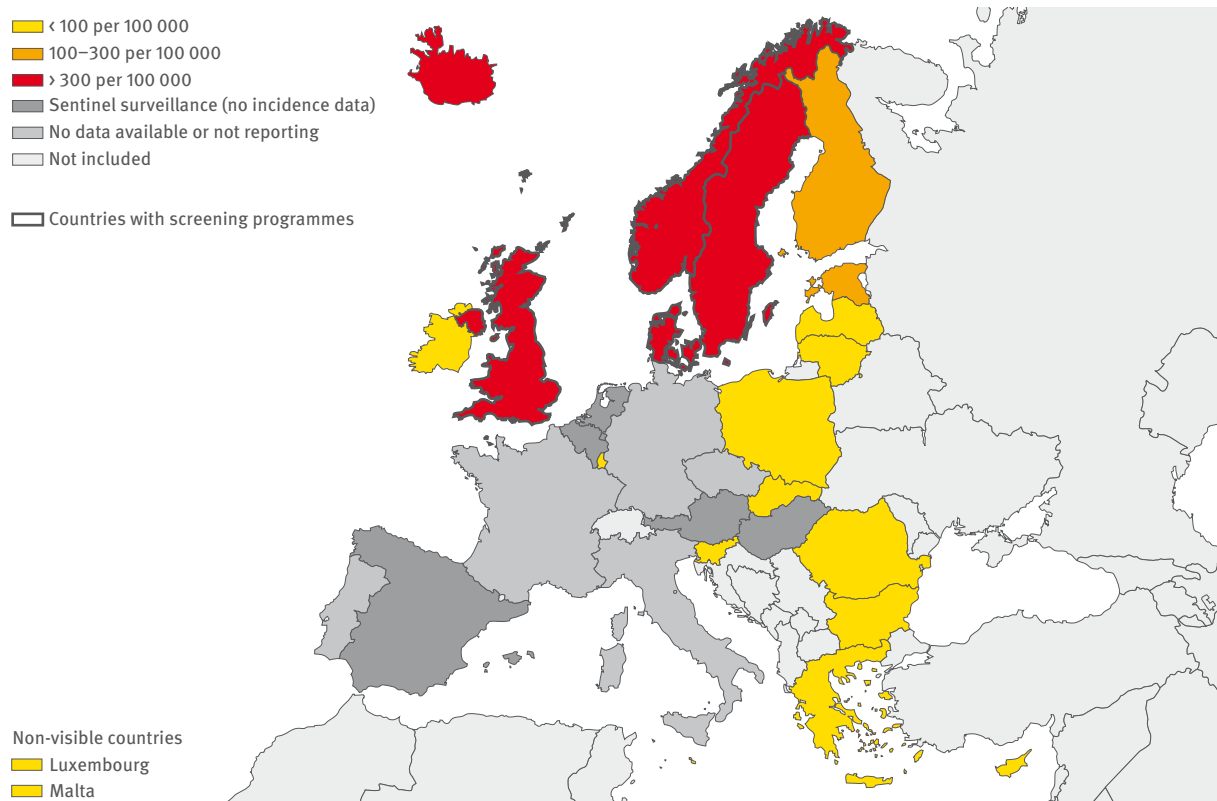 < 100 per 100 000
100–300 per 100 000
> 300 per 100 000
Sentinel surveillance (no incidence data)
No data available or not reporting
Not included
Countries with screening programmes
Non-visible countries
Luxembourg
Malta